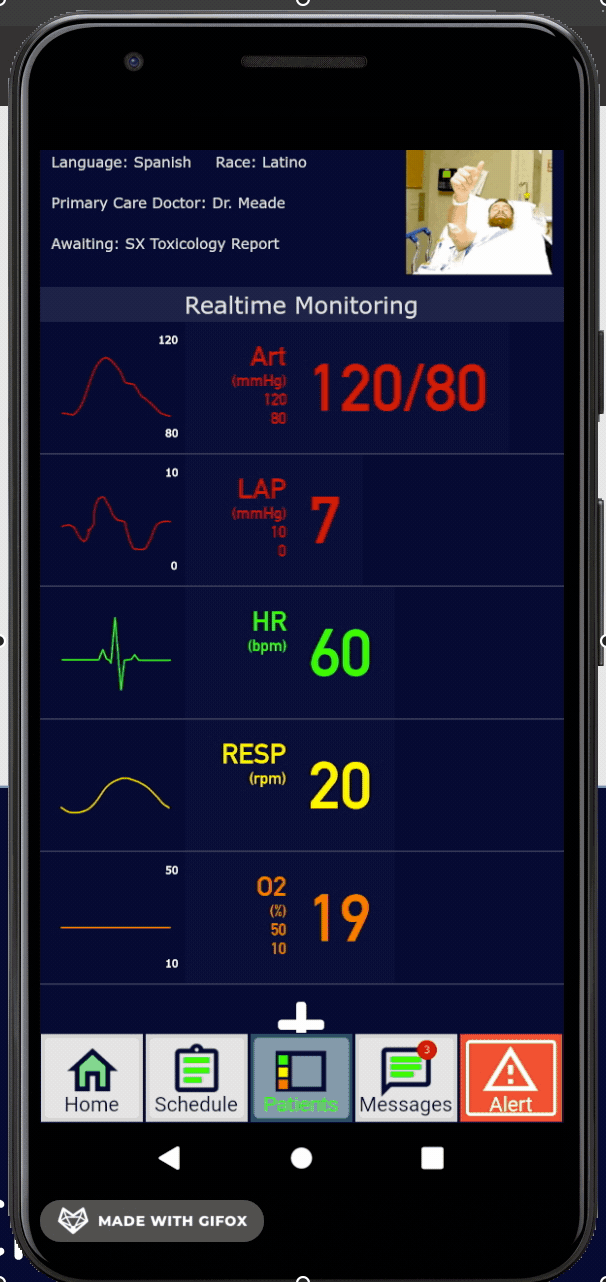 Language: Spanish Race: Latino
Primary Care Doctor: Dr. Meade
Awaiting: SX Toxicology Report
Realtime Monitoring
120
80
Art
(mmHg)
120
80
120/80
10
0
LAP
(mmHg)
10
0
7
HR
(bpm)
60
RESP
(rpm)
20
50
10
O2
(%)
50
10
19
Home
Schedule
Patients
3
Messages
Alert
MADE WITH GIFOX